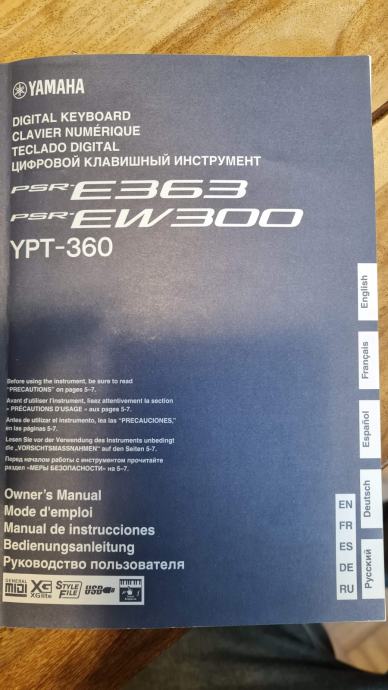 YAMAHA
DIGITAL KEYBOARD
CLAVIER NUMÉRIQUE
TECLADO DIGITAL
ЦИФРОВОЙ КЛАВИШНЫЙ ИНСТРУМЕНТ
PSR-E363
PSR-EW300
YPT-360
English
Français
Español
Deutsch
Русский
Before using the instrument, be sure to read
"PRECAUTIONS" on pages 5-7.
Avant d'utiliser l'instrument, lisez attentivement la section
« PRÉCAUTIONS D'USAGE » aux pages 5-7.
Antes de utilizar el instrumento, lea las "PRECAUCIONES,"
en las páginas 5-7.
Lesen Sie vor der Verwendung des Instruments unbedingt
die „VORSICHTSMASSNAHMEN" auf den Seiten 5-7.
Перед началом работы с инструментом прочитайте
раздел «МЕРЫ БЕЗОПАСНОСТИ» на 5–7.
Owner's Manual
Mode d'emploi
Manual de instrucciones
Bedienungsanleitung
Руководство пользователя
EN
FR
ES
DE
RU
GENERAL
MIDI
XG
XGlite
STYLE
FILE
USB